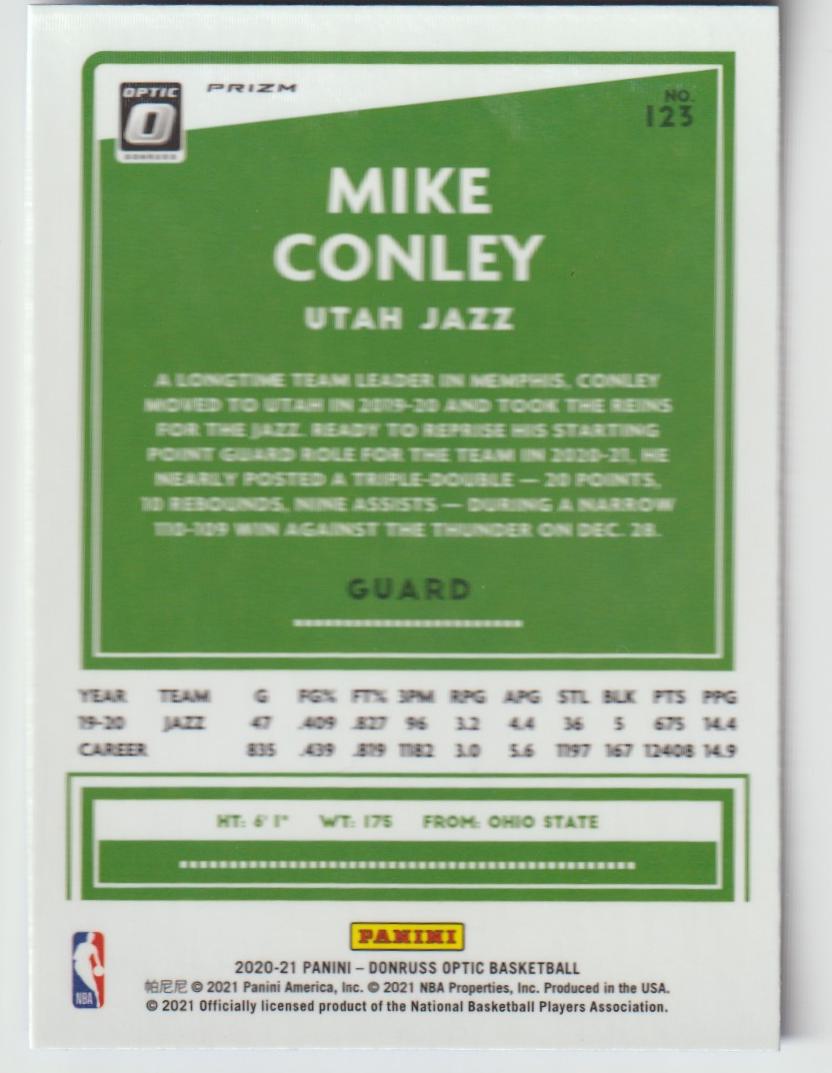 OPTIC
O
DONRUSS
PRIZM
NO.
123
MIKE
CONLEY
UTAH JAZZ
A LONGTIME TEAM LEADER IN MEMPHIS, CONLEY
MOVED TO UTAH IN 2019-20 AND TOOK THE REINS
FOR THE JAZZ. READY TO REPRISE HIS STARTING
POINT GUARD ROLE FOR THE TEAM IN 2020-21, HE
NEARLY POSTED A TRIPLE-DOUBLE — 20 POINTS,
10 REBOUNDS, NINE ASSISTS — DURING A NARROW
110-109 WIN AGAINST THE THUNDER ON DEC. 28.
GUARD
YEAR TEAM G FG% FT% 3PM RPG APG STL BLK PTS PPG
19-20 JAZZ 47 .409 .827 96 3.2 4.4 36 5 675 14.4
CAREER 835 .439 .819 1182 3.0 5.6 1197 167 12408 14.9
HT: 6' 1" WT: 175 FROM: OHIO STATE
PANINI
NBA
2020-21 PANINI – DONRUSS OPTIC BASKETBALL
帕尼尼 © 2021 Panini America, Inc. © 2021 NBA Properties, Inc. Produced in the USA.
© 2021 Officially licensed product of the National Basketball Players Association.